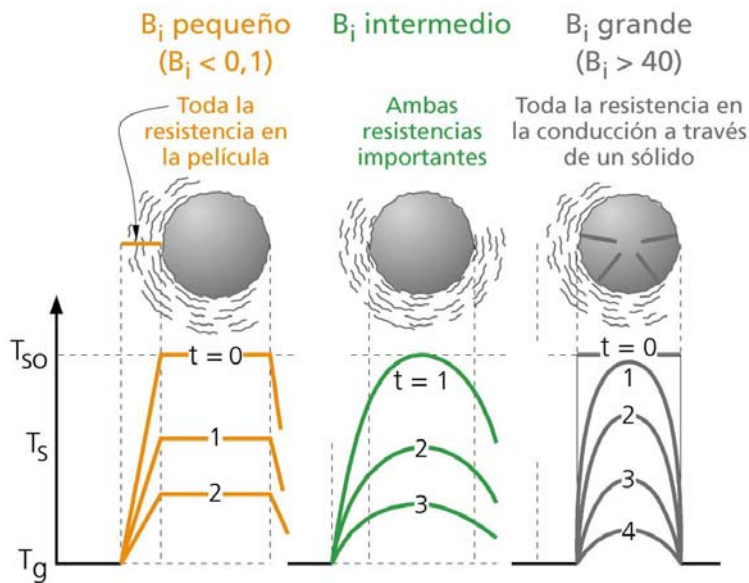 Bᵢ pequeño
(Bᵢ < 0,1)
Toda la
resistencia en
la película
Bᵢ intermedio
Ambas
resistencias
importantes
Bᵢ grande
(Bᵢ > 40)
Toda la resistencia en
la conducción a través
de un sólido
Tso
Ts
Tg
t = 0
1
2
t = 1
2
3
t = 0
1
2
3
4